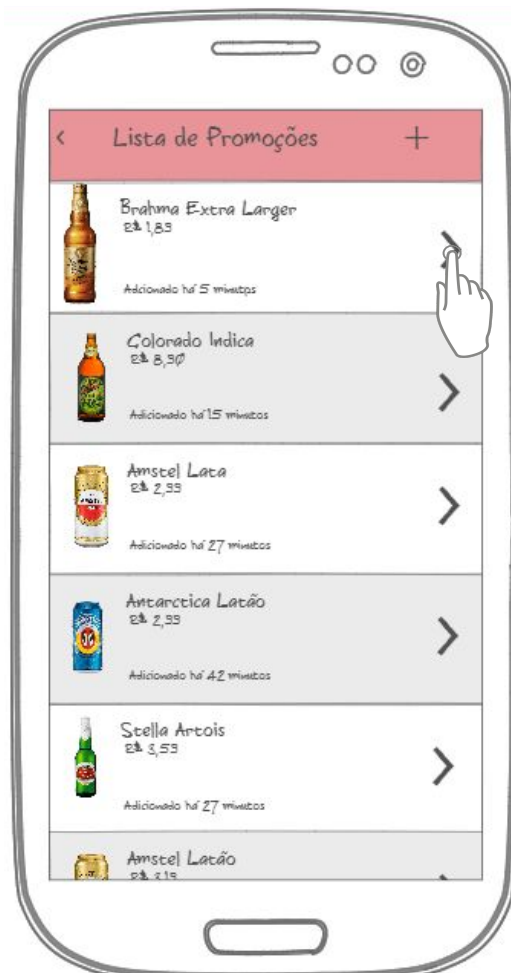 <
Lista de Promoções
+
Brahma Extra Larger
R$ 1,89
Adcionado há 5 minutos
Colorado Indica
R$ 8,90
Adicionado há 15 minutos
Amstel Lata
R$ 2,99
Adicionado há 27 minutos
Antarctica Latão
R$ 2,99
Adicionado há 42 minutos
Stella Artois
R$ 3,59
Adicionado há 27 minutos
Amstel Latão
R$